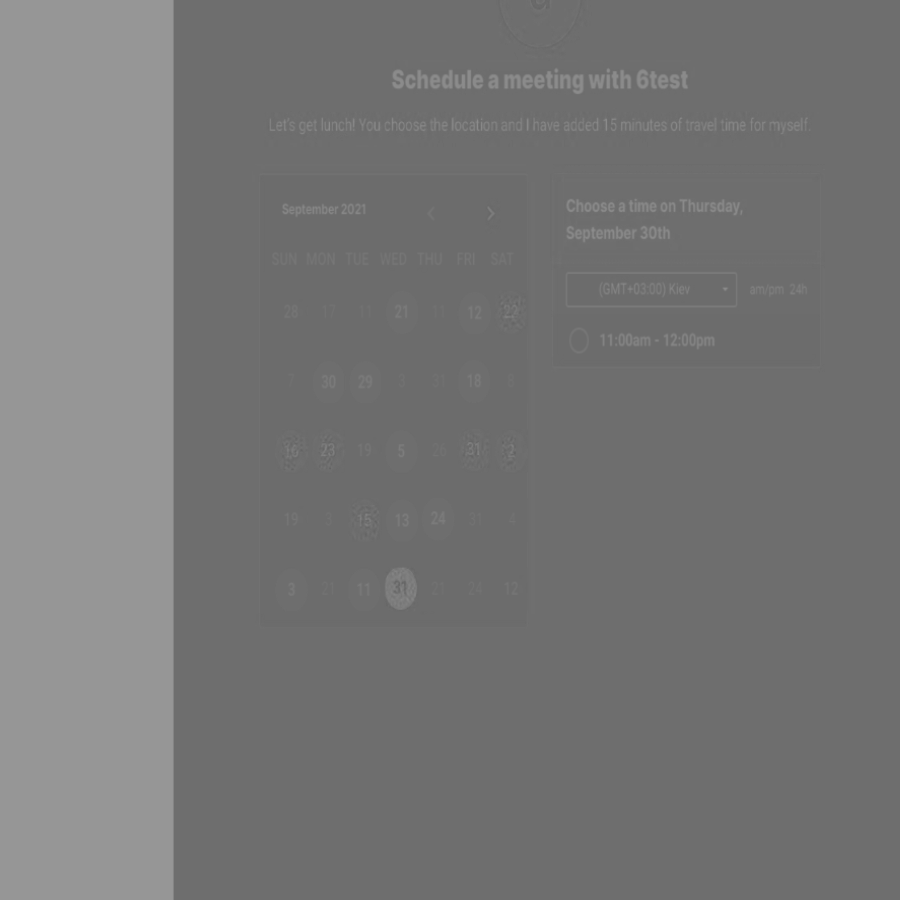 Schedule a meeting with 6test
Let's get lunch! You choose the location and I have added 15 minutes of travel time for myself.
September 2021
SUN MON TUE WED THU FRI SAT
28 17 11 21 11 12 22
7 30 29 3 31 18 8
16 23 19 5 26 31 2
19 3 15 13 24 31 4
3 21 11 31 23 24 12
Choose a time on Thursday,
September 30th
(GMT+03:00) Kiev am/pm 24h
11:00am - 12:00pm